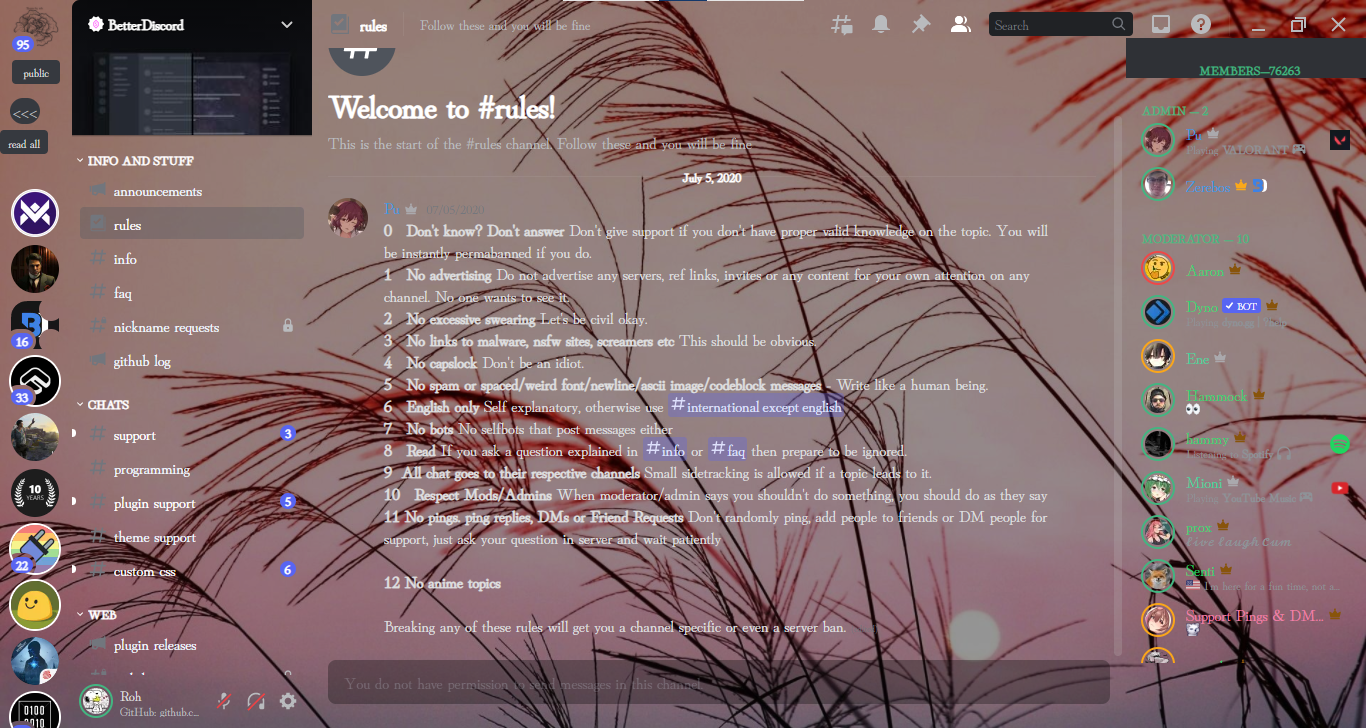 95
public
<<<
read all
16
33
10
YEARS
22
0100
0010
BetterDiscord
INFO AND STUFF
announcements
rules
info
faq
nickname requests
github log
CHATS
support 3
programming
plugin support 5
theme support
custom css 6
WEB
plugin releases
Roh
GitHub: github.c...
rules Follow these and you will be fine
Search
Welcome to #rules!
This is the start of the #rules channel. Follow these and you will be fine
July 5, 2020
07/05/2020
0 Don't know? Don't answer Don't give support if you don't have proper valid knowledge on the topic. You will
be instantly permabanned if you do.
1 No advertising Do not advertise any servers, ref links, invites or any content for your own attention on any
channel. No one wants to see it.
2 No excessive swearing Let's be civil okay.
3 No links to malware, nsfw sites, screamers etc This should be obvious.
4 No capslock Don't be an idiot.
5 No spam or spaced/weird font/newline/ascii image/codeblock messages - Write like a human being.
6 English only Self explanatory, otherwise use #international except english
7 No bots No selfbots that post messages either
8 Read If you ask a question explained in #info or #faq then prepare to be ignored.
9 All chat goes to their respective channels Small sidetracking is allowed if a topic leads to it.
10 Respect Mods/Admins When moderator/admin says you shouldn't do something, you should do as they say
11 No pings. ping replies, DMs or Friend Requests Don't randomly ping, add people to friends or DM people for
support, just ask your question in server and wait patiently
12 No anime topics
Breaking any of these rules will get you a channel specific or even a server ban.
You do not have permission to send messages in this channel.
MEMBERS—76263
ADMIN — 2
Playing VALORANT
Zerebos
MODERATOR — 10
Aaron
Dyno BOT
Ene
Hammock
hammy
Listening to Spotify
Mioni
Playing YouTube Music
prox
live laugh cum
Senti
I'm here for a fun time, not a...
Support Pings & DM...